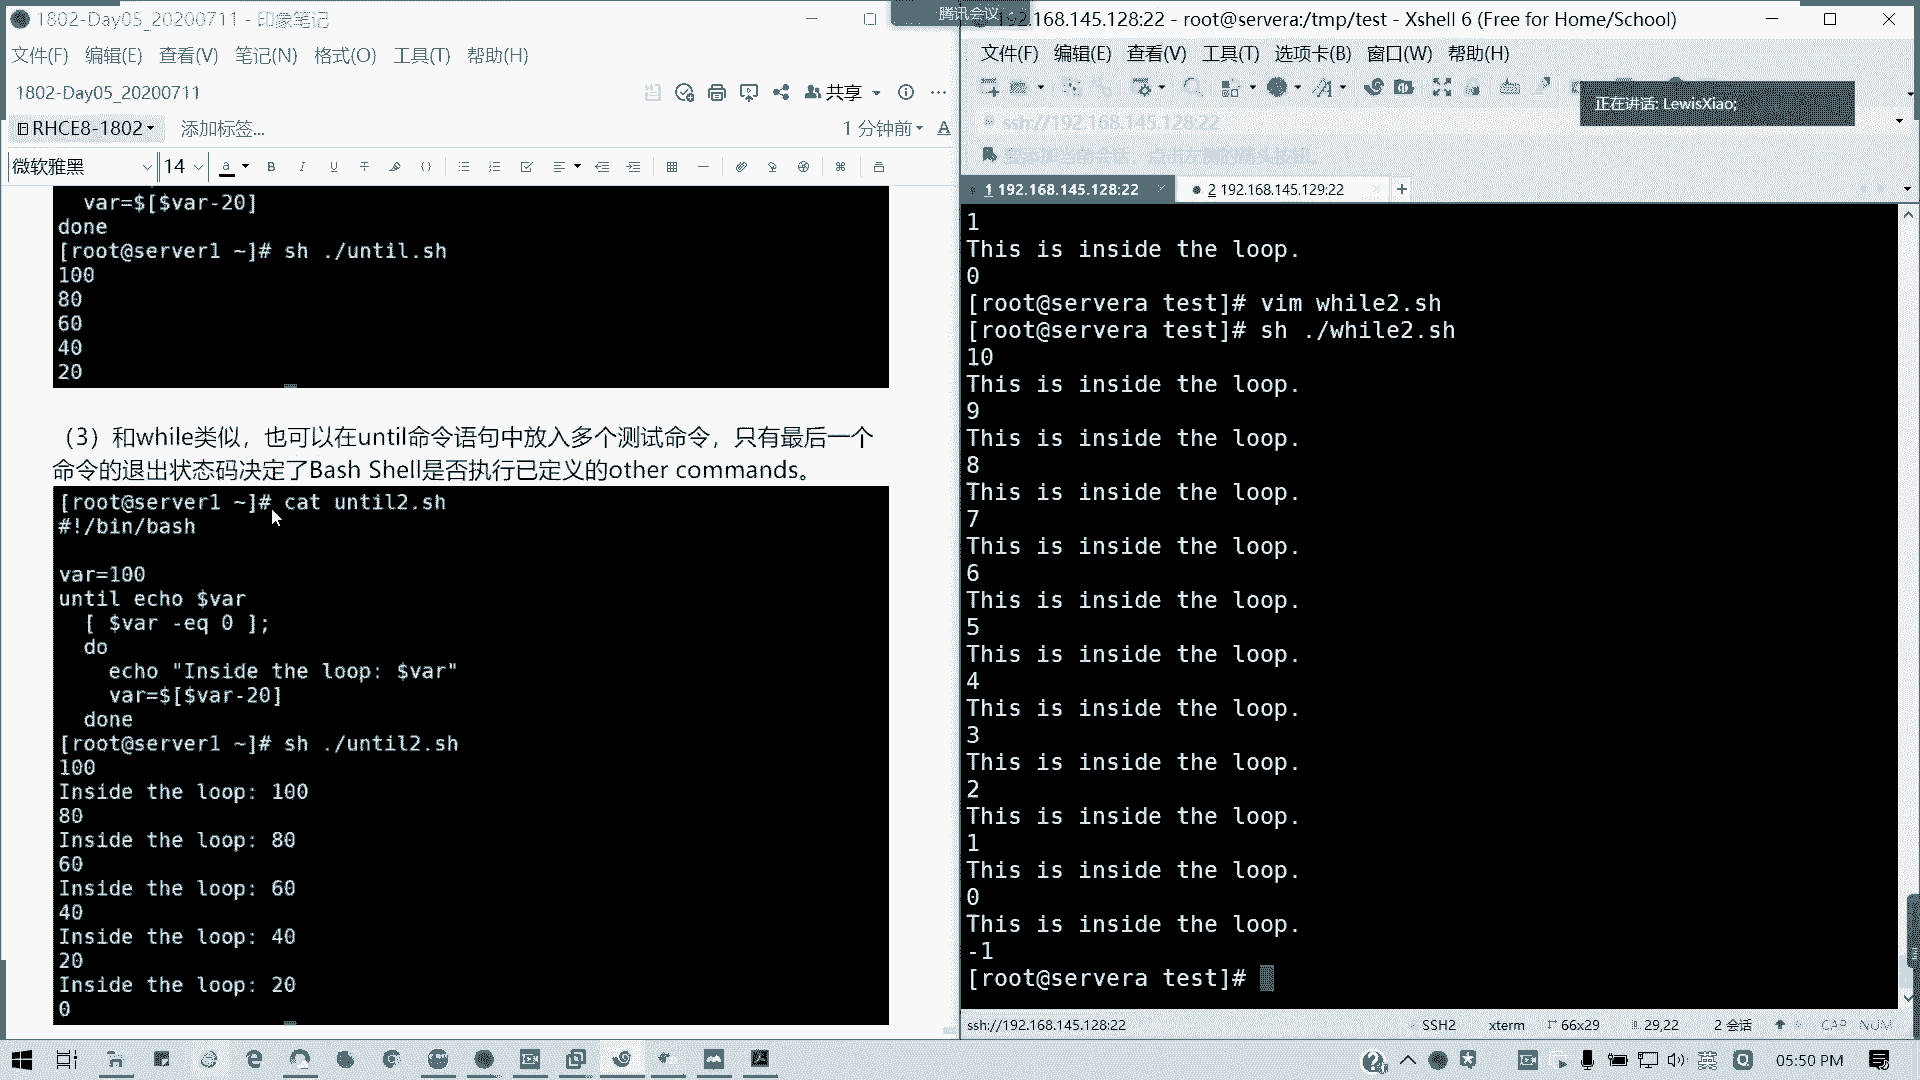 1802-Day05_20200711 - 印象笔记
文件(F) 编辑(E) 查看(V) 笔记(N) 格式(O) 工具(T) 帮助(H)
1802-Day05_20200711
共享
RHCE8-1802
添加标签...
1 分钟前
微软雅黑
14
var=$[$var-20]
done
[root@server1 ~]# sh ./until.sh
100
80
60
40
20
（3）和while类似，也可以在until命令语句中放入多个测试命令，只有最后一个
命令的退出状态码决定了Bash Shell是否执行已定义的other commands。
[root@server1 ~]# cat until2.sh
#!/bin/bash
var=100
until echo $var
[ $var -eq 0 ];
do
echo "Inside the loop: $var"
var=$[$var-20]
done
[root@server1 ~]# sh ./until2.sh
100
Inside the loop: 100
80
Inside the loop: 80
60
Inside the loop: 60
40
Inside the loop: 40
20
Inside the loop: 20
0
腾讯会议
192.168.145.128:22 - root@servera:/tmp/test - Xshell 6 (Free for Home/School)
文件(F) 编辑(E) 查看(V) 工具(T) 选项卡(B) 窗口(W) 帮助(H)
正在讲话: LewisXiao;
ssh://192.168.145.128:22
要添加当前会话，点击左侧的箭头按钮。
1 192.168.145.128:22
2 192.168.145.129:22
1
This is inside the loop.
0
[root@servera test]# vim while2.sh
[root@servera test]# sh ./while2.sh
10
This is inside the loop.
9
This is inside the loop.
8
This is inside the loop.
7
This is inside the loop.
6
This is inside the loop.
5
This is inside the loop.
4
This is inside the loop.
3
This is inside the loop.
2
This is inside the loop.
1
This is inside the loop.
0
This is inside the loop.
-1
[root@servera test]#
ssh://192.168.145.128:22 SSH2 xterm 66x29 29,22 2 会话 CAP NUM
英 05:50 PM